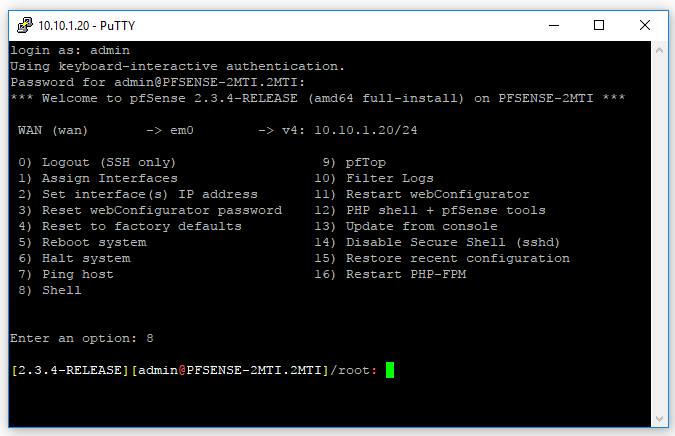 10.10.1.20 - PuTTY
login as: admin
Using keyboard-interactive authentication.
Password for admin@PFSENSE-2MTI.2MTI:
*** Welcome to pfSense 2.3.4-RELEASE (amd64 full-install) on PFSENSE-2MTI ***
WAN (wan)       -> em0        -> v4: 10.10.1.20/24
0) Logout (SSH only)                  9) pfTop
1) Assign Interfaces                 10) Filter Logs
2) Set interface(s) IP address       11) Restart webConfigurator
3) Reset webConfigurator password    12) PHP shell + pfSense tools
4) Reset to factory defaults         13) Update from console
5) Reboot system                     14) Disable Secure Shell (sshd)
6) Halt system                       15) Restore recent configuration
7) Ping host                         16) Restart PHP-FPM
8) Shell
Enter an option: 8
[2.3.4-RELEASE][admin@PFSENSE-2MTI.2MTI]/root: